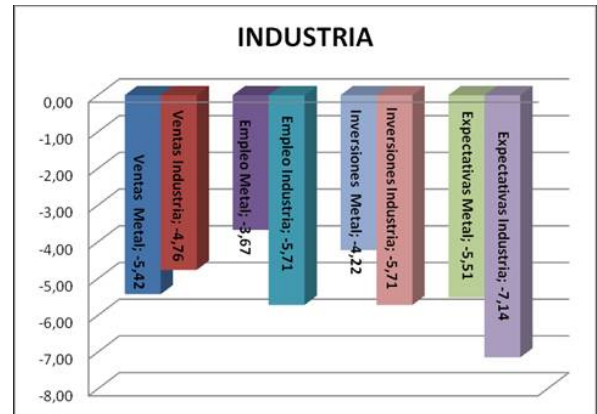 INDUSTRIA
0,00
-1,00
-2,00
-3,00
-4,00
-5,00
-6,00
-7,00
-8,00
Ventas Metal; -5,42
Ventas Industria; -4,76
Empleo Metal; -3,67
Empleo Industria; -5,71
Inversiones Metal; -4,22
Inversiones Industria; -5,71
Expectativas Metal; -5,51
Expectativas Industria; -7,14